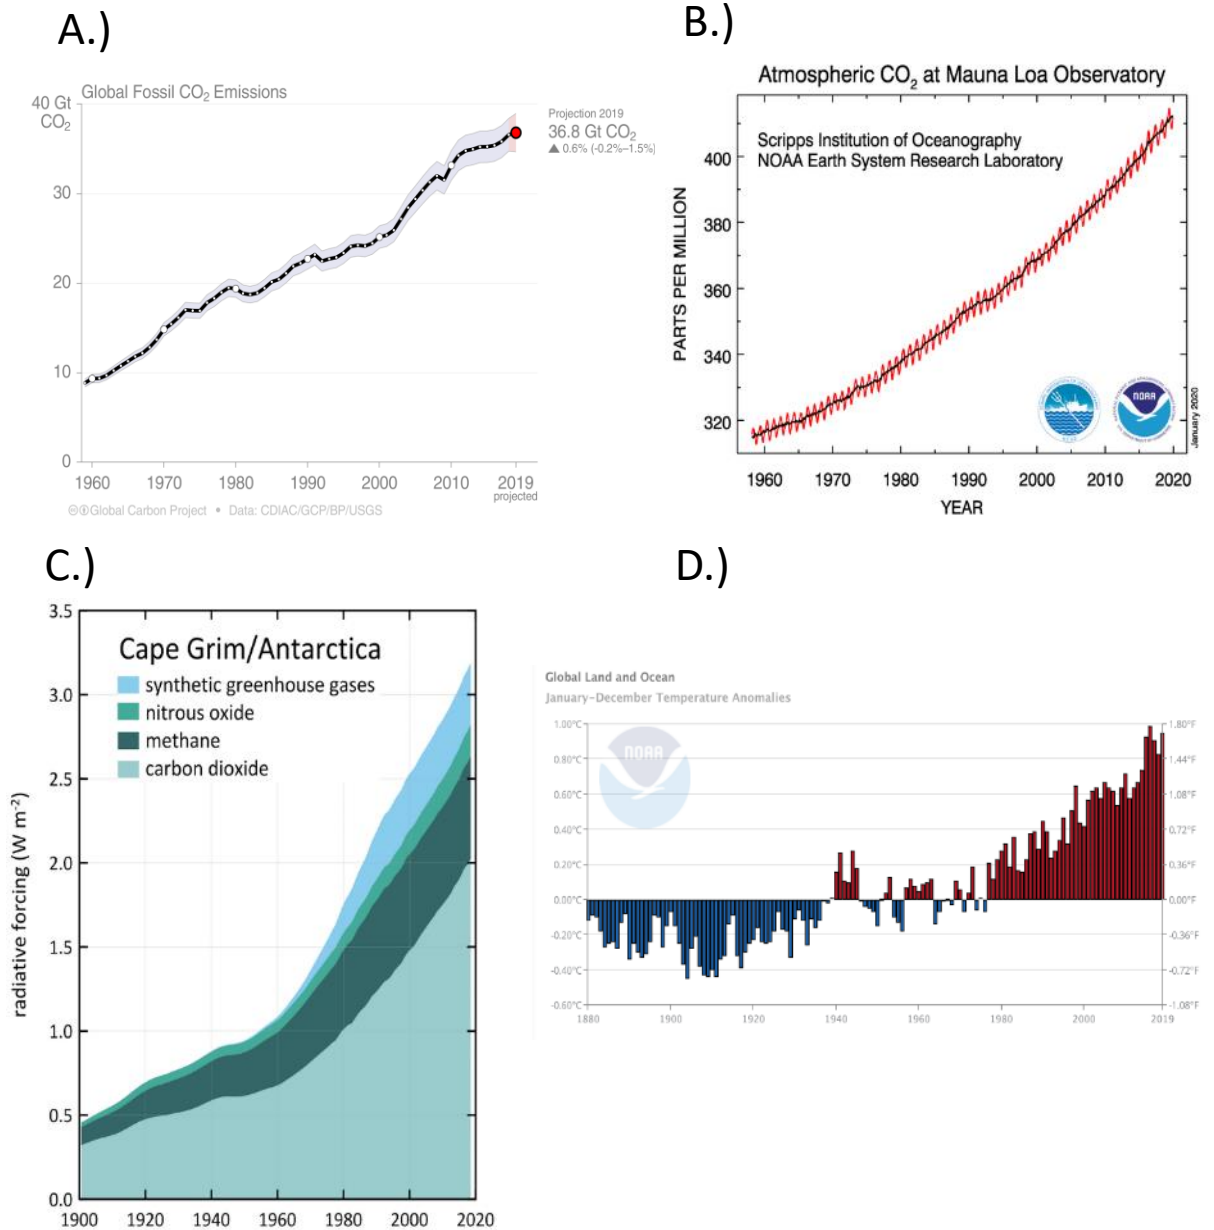 A.)
Global Fossil CO₂ Emissions
40 Gt
CO₂
30
20
10
0
1960 1970 1980 1990 2000 2010 2019
projected
Projection 2019
36.8 Gt CO₂
▲ 0.6% (-0.2%–1.5%)
Global Carbon Project • Data: CDIAC/GCP/BP/USGS
B.)
Atmospheric CO₂ at Mauna Loa Observatory
Scripps Institution of Oceanography
NOAA Earth System Research Laboratory
PARTS PER MILLION
400
380
360
340
320
1960 1970 1980 1990 2000 2010 2020
YEAR
NOAA
January 2020
C.)
Cape Grim/Antarctica
synthetic greenhouse gases
nitrous oxide
methane
carbon dioxide
radiative forcing (W m⁻²)
3.5
3.0
2.5
2.0
1.5
1.0
0.5
0.0
1900 1920 1940 1960 1980 2000 2020
D.)
Global Land and Ocean
January–December Temperature Anomalies
NOAA
1.00°C 1.80°F
0.80°C 1.44°F
0.60°C 1.08°F
0.40°C 0.72°F
0.20°C 0.36°F
0.00°C 0.00°F
-0.20°C -0.36°F
-0.40°C -0.72°F
-0.60°C -1.08°F
1880 1900 1920 1940 1960 1980 2000 2019